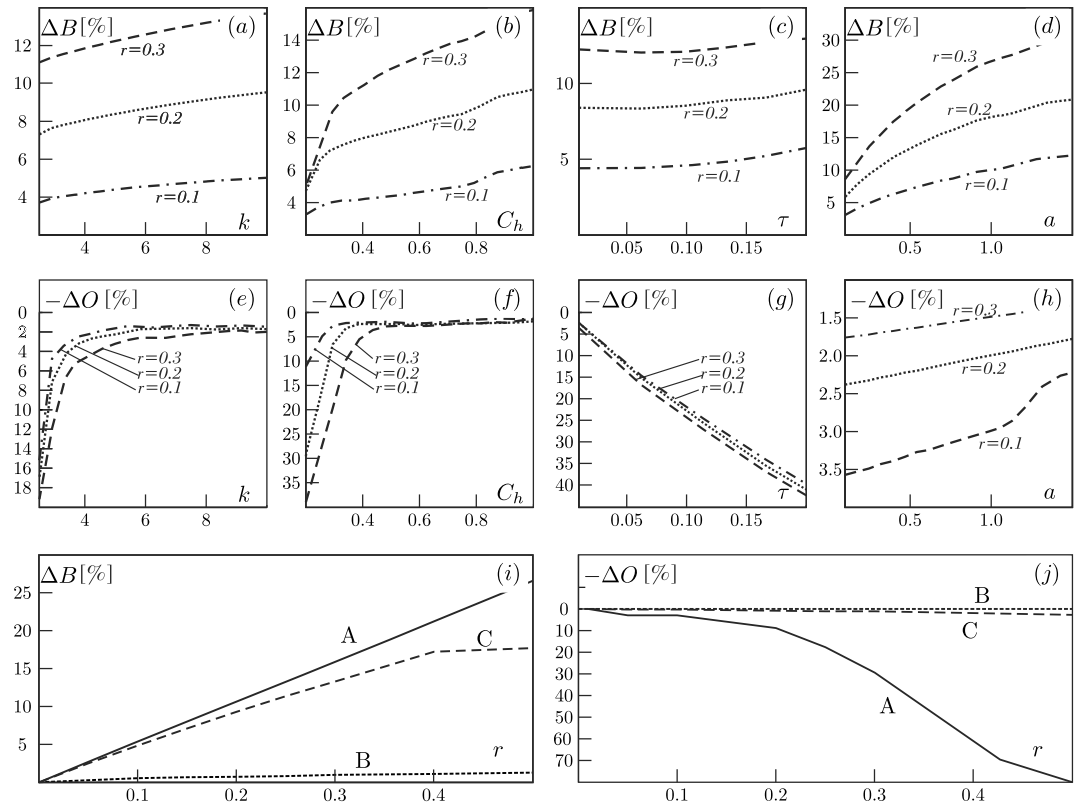 ΔB[%] (a)
12
10
8
6
4
r=0.3
r=0.2
r=0.1
4 6 8
k
ΔB[%] (b)
14
12
10
8
6
4
r=0.3
r=0.2
r=0.1
0.4 0.6 0.8
C_h
ΔB[%] (c)
10
5
r=0.3
r=0.2
r=0.1
0.05 0.10 0.15
τ
ΔB[%] (d)
30
25
20
15
10
5
r=0.3
r=0.2
r=0.1
0.5 1.0
a
−ΔO [%] (e)
0
2
4
6
8
10
12
14
16
18
r=0.3
r=0.2
r=0.1
4 6 8
k
−ΔO [%] (f)
0
5
10
15
20
25
30
35
r=0.3
r=0.2
r=0.1
0.4 0.6 0.8
C_h
−ΔO [%] (g)
0
5
10
15
20
25
30
35
40
r=0.3
r=0.2
r=0.1
0.05 0.10 0.15
τ
−ΔO [%] (h)
1.5
2.0
2.5
3.0
3.5
r=0.3
r=0.2
r=0.1
0.5 1.0
a
ΔB[%] (i)
25
20
15
10
5
A
C
B
0.1 0.2 0.3 0.4
r
−ΔO [%] (j)
0
10
20
30
40
50
60
70
B
C
A
0.1 0.2 0.3 0.4
r